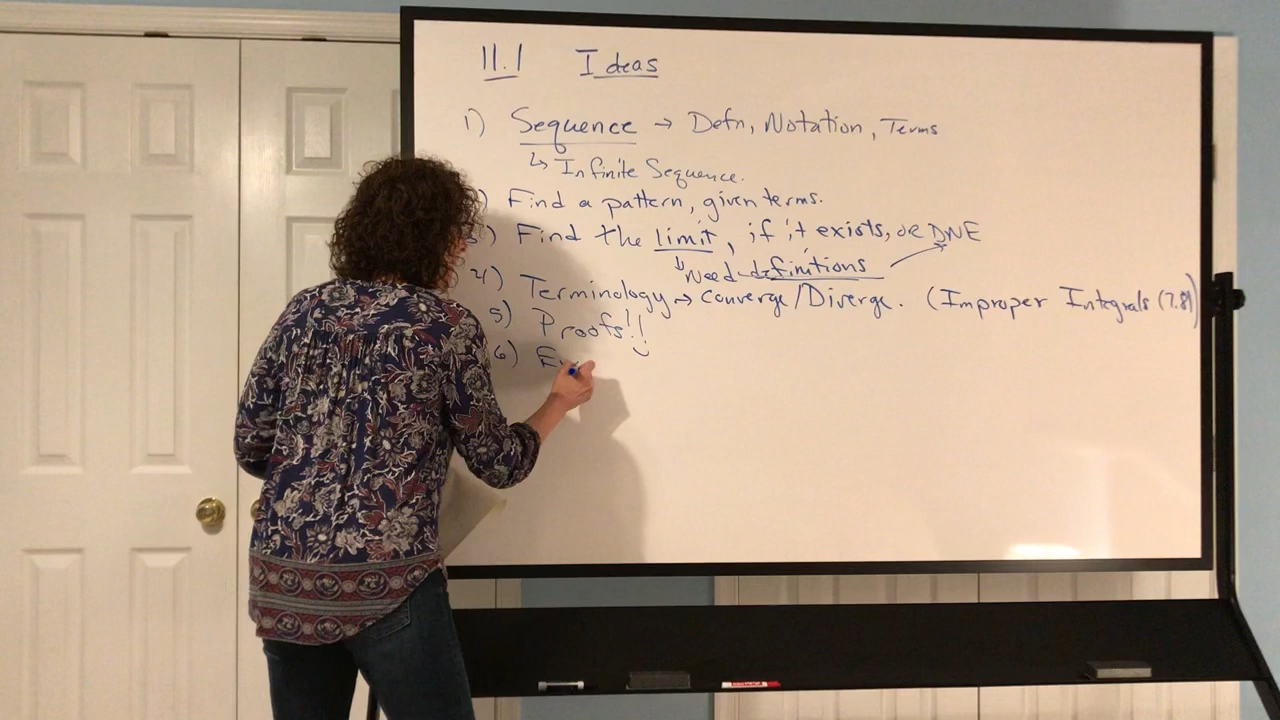 11.1 Ideas
1) Sequence → Defn, Notation, Terms
↳ Infinite Sequence.
) Find a pattern, given terms.
3) Find the limit, if it exists, or DNE
↓ Need definitions
4) Terminology → Converge/Diverge. (Improper Integrals (7.8))
5) Proofs!!
6)